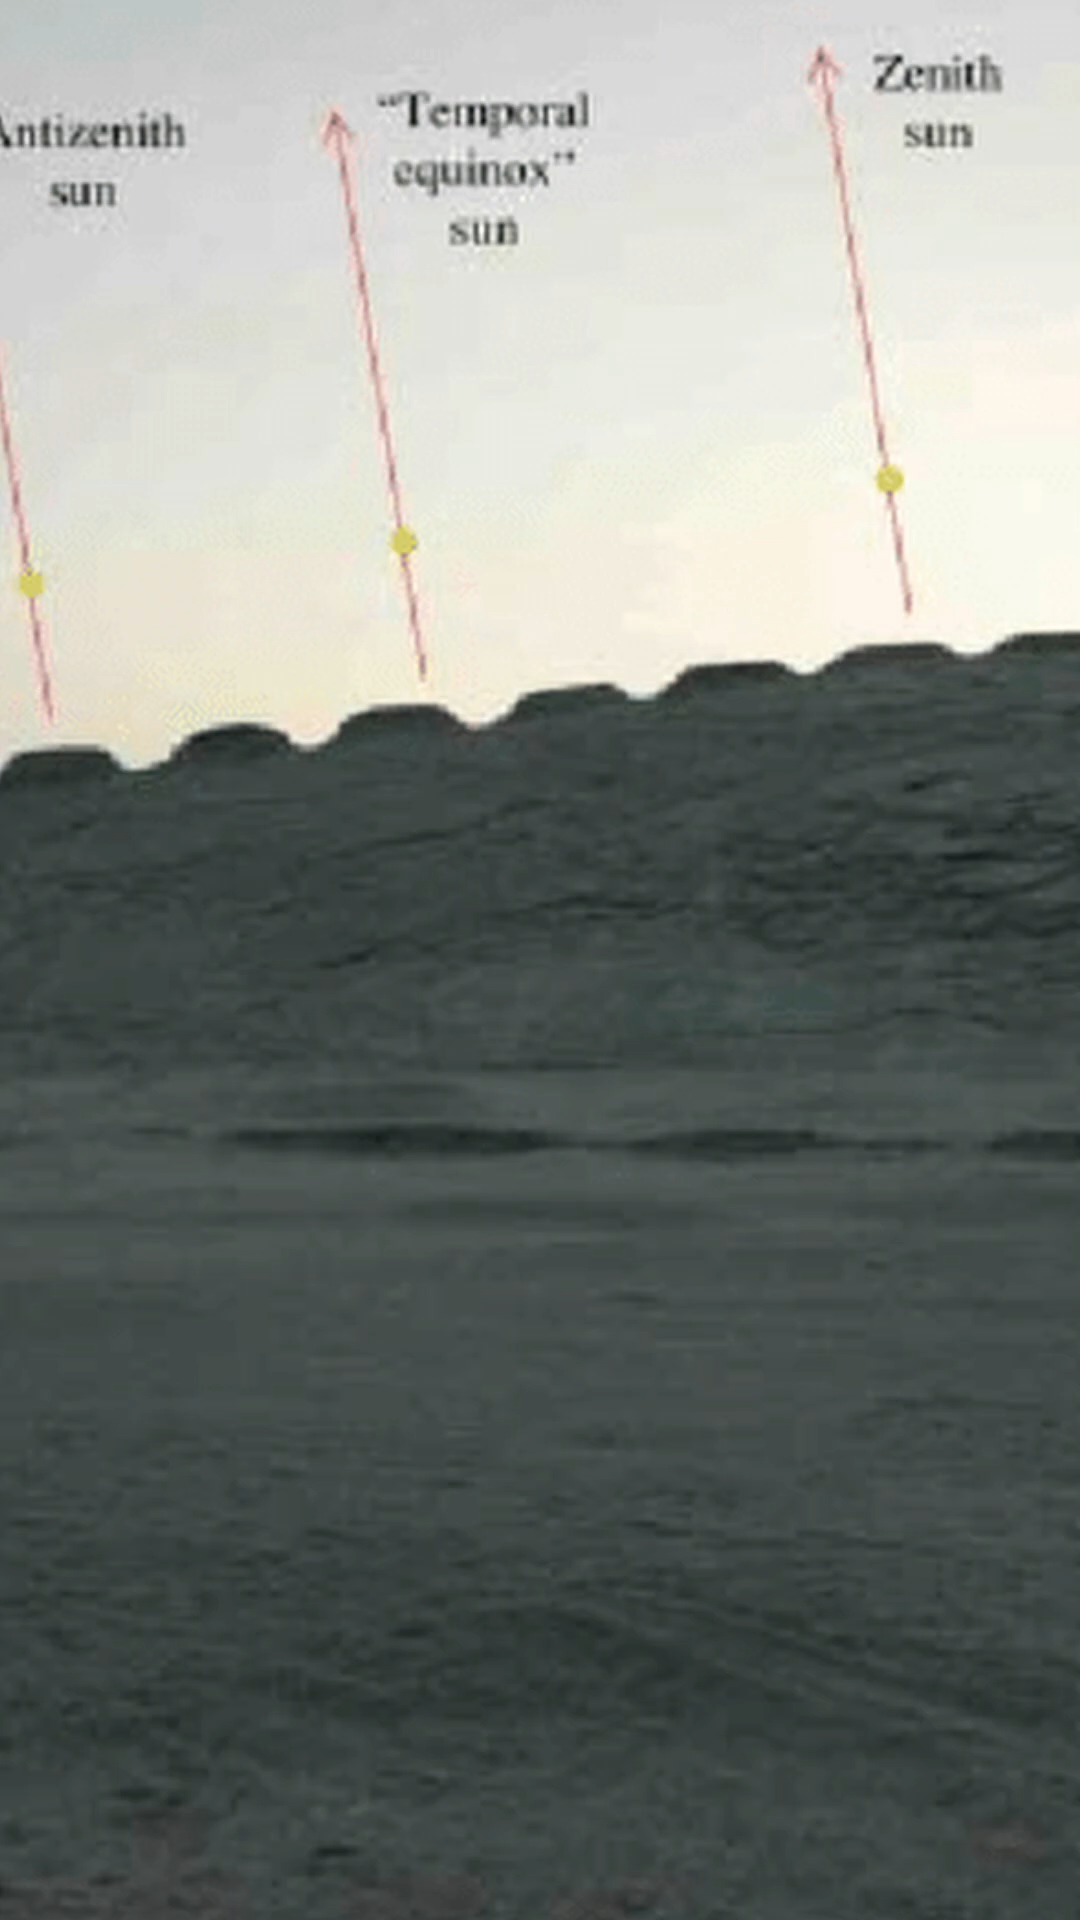 Antizenith
sun
“Temporal
equinox”
sun
Zenith
sun